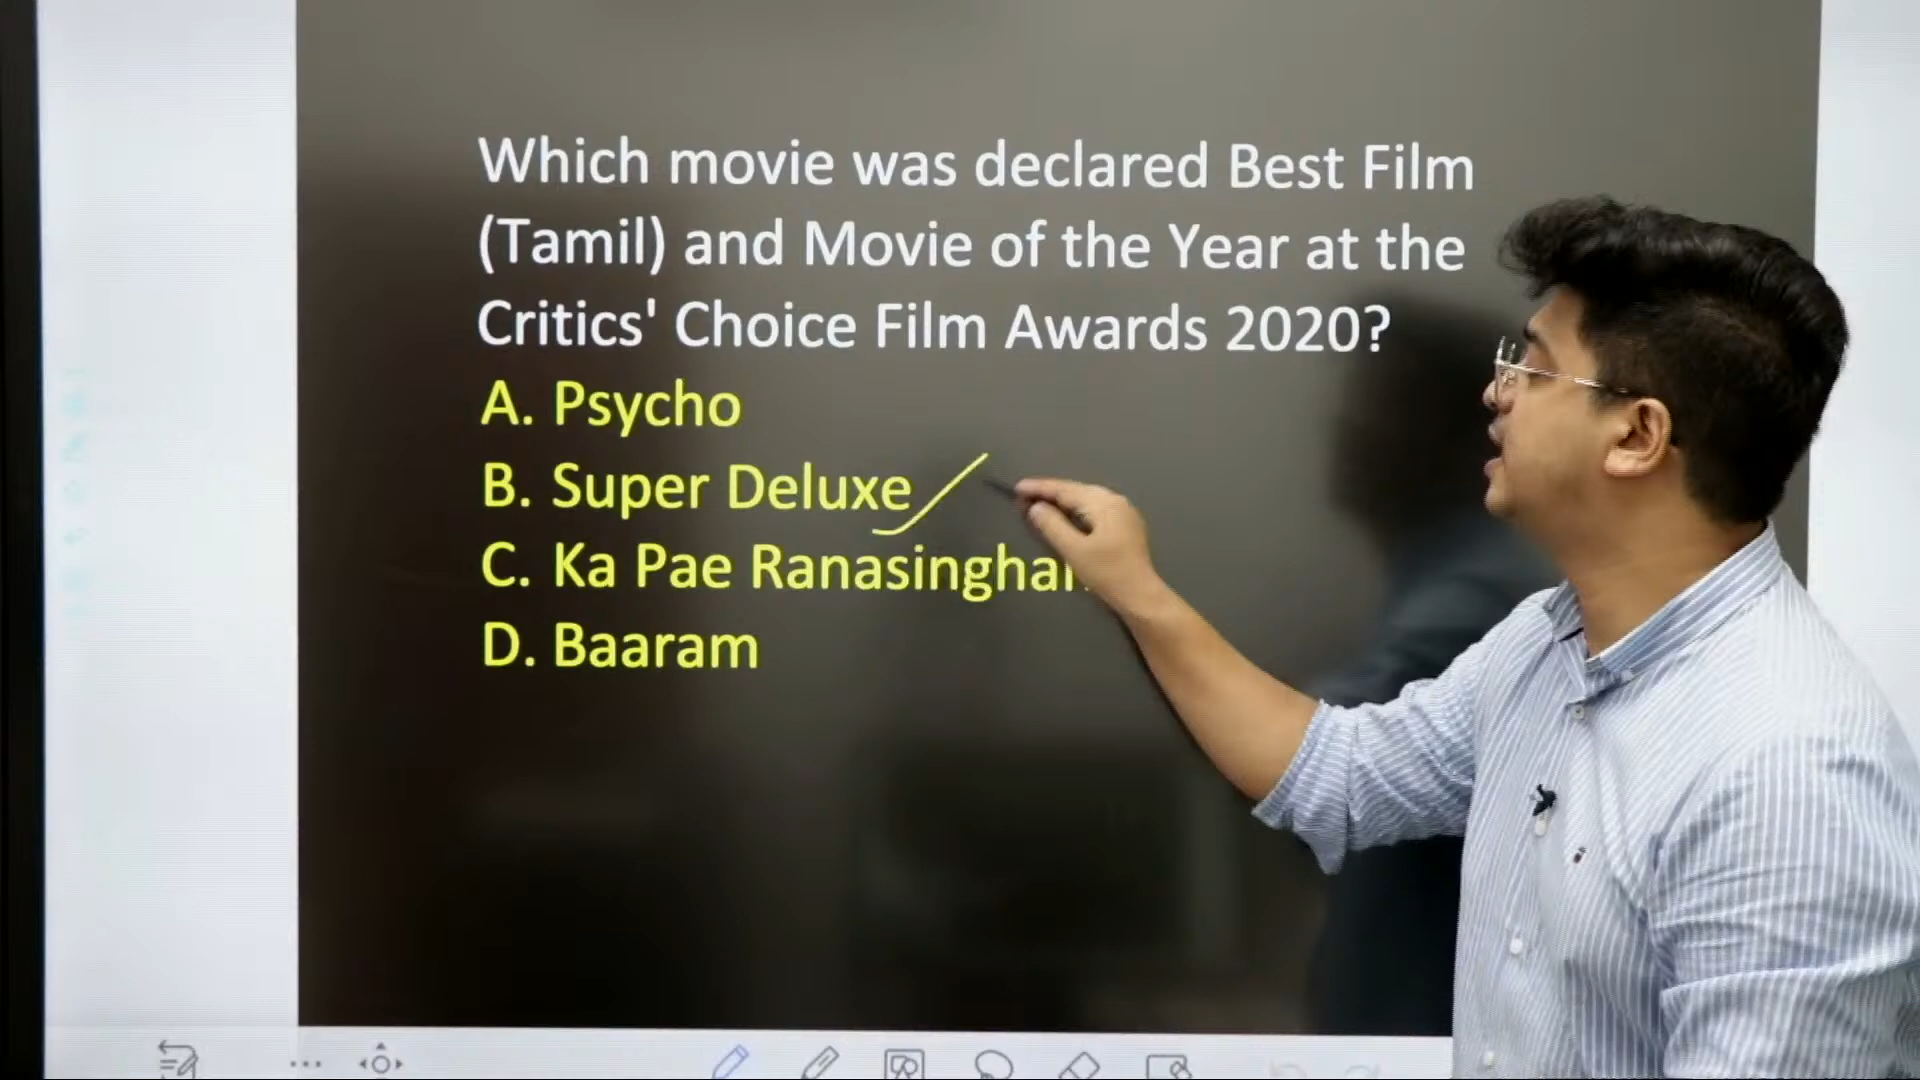 Which movie was declared Best Film
(Tamil) and Movie of the Year at the
Critics' Choice Film Awards 2020?
A. Psycho
B. Super Deluxe
C. Ka Pae
D. Baaram